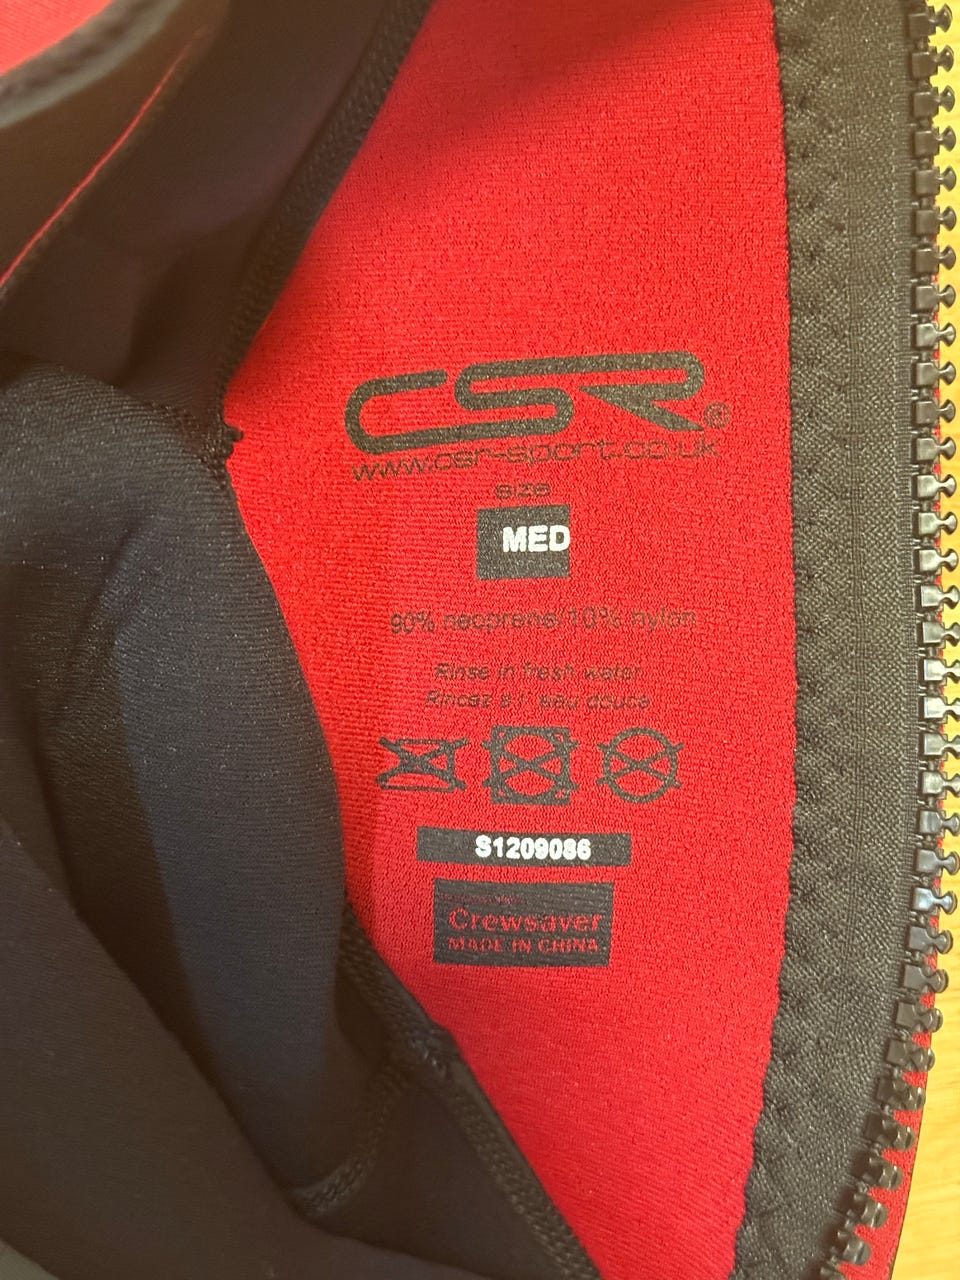 CSR®
www.csr-sport.co.uk
size
MED
90% neoprene 10% nylon
Rinse in fresh water
Rincez a l' eau douce
S1209086
Crewsaver
MADE IN CHINA